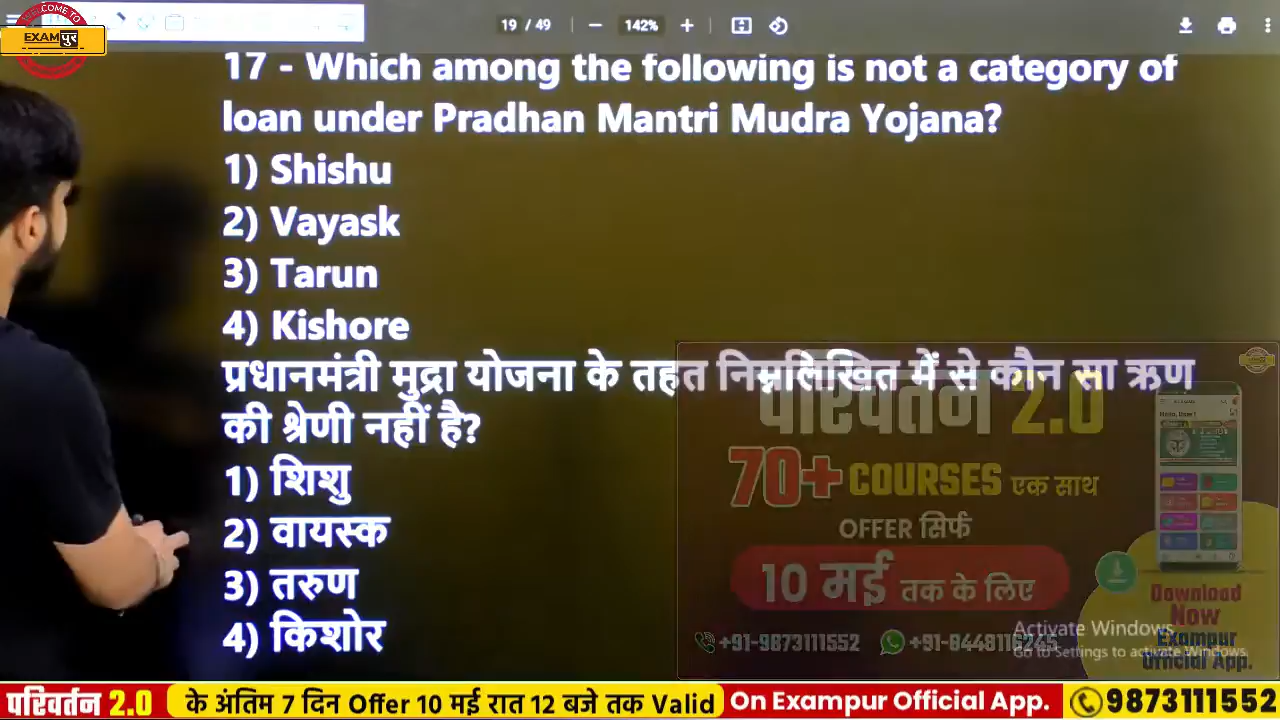 WELCOME TO
EXAMपुर
19 / 49
142%
17 - Which among the following is not a category of
loan under Pradhan Mantri Mudra Yojana?
1) Shishu
2) Vayask
3) Tarun
4) Kishore
प्रधानमंत्री मुद्रा योजना के तहत निम्नलिखित में से कौन सा ऋण
की श्रेणी नहीं है?
1) शिशु
2) वायस्क
3) तरुण
4) किशोर
परिवर्तन 2.0
70+ COURSES एक साथ
OFFER सिर्फ
10 मई तक के लिए
+91-9873111552
Download
Now
Exampur
Official App.
Activate Windows
Go to Settings to activate Windows.
परिवर्तन 2.0 के अंतिम 7 दिन Offer 10 मई रात 12 बजे तक Valid On Exampur Official App. 9873111552